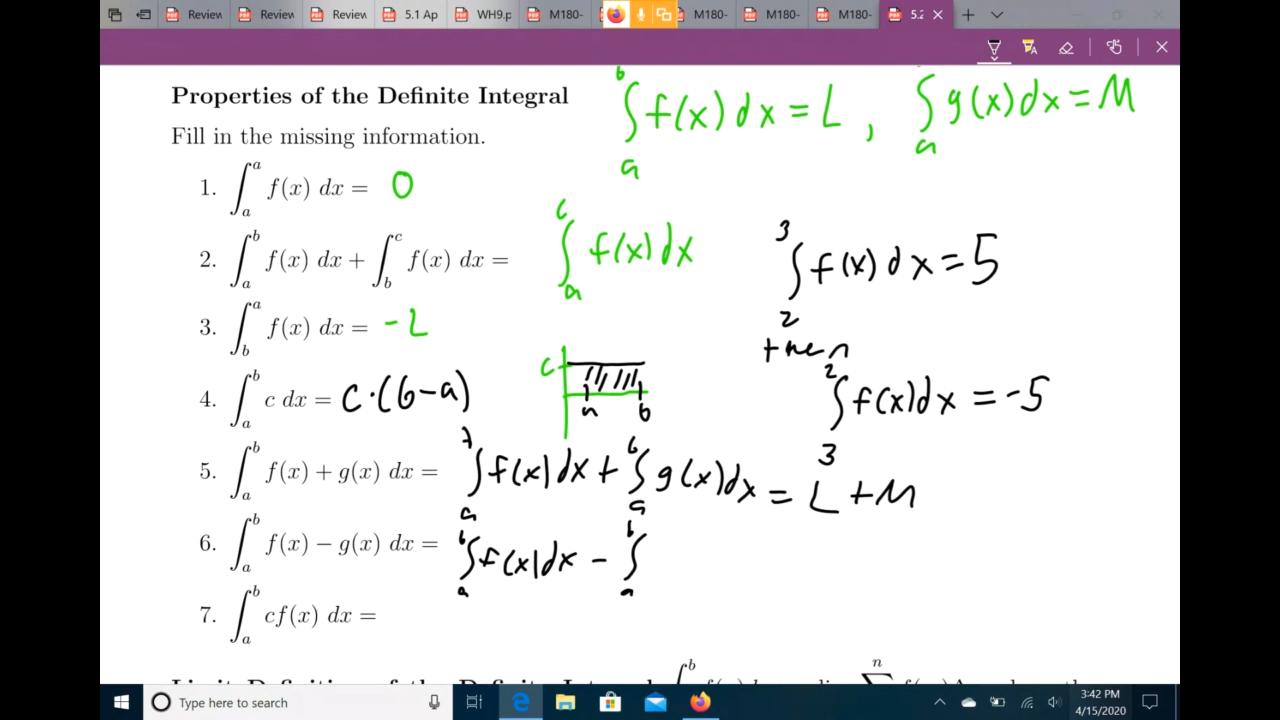 Review Review Review 5.1 Ap WH9.p M180- M180- M180- M180- 5.2
Properties of the Definite Integral
b
∫ f(x) dx = L , ∫ g(x) dx = M
a a
Fill in the missing information.
1. ∫_a^a f(x) dx = 0
2. ∫_a^b f(x) dx + ∫_b^c f(x) dx = ∫_a^c f(x) dx
∫_2^3 f(x) dx = 5
then
3. ∫_b^a f(x) dx = -L
∫_3^2 f(x) dx = -5
4. ∫_a^b c dx = c·(b-a)
c
a b
5. ∫_a^b f(x) + g(x) dx = ∫_a f(x) dx + ∫_a^b g(x) dx = L + M
6. ∫_a^b f(x) − g(x) dx = ∫_a^b f(x) dx − ∫_a^b
7. ∫_a^b cf(x) dx =
Type here to search
3:42 PM
4/15/2020